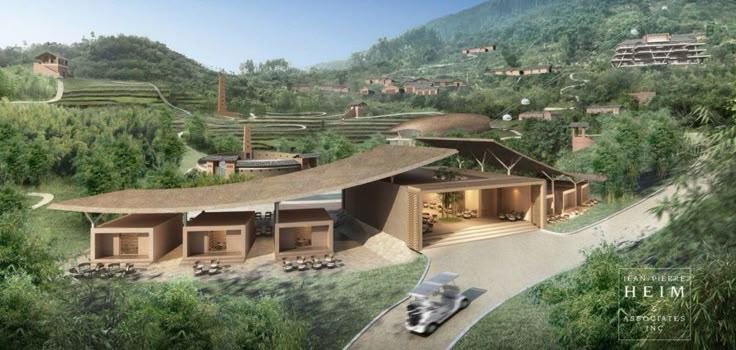 JEAN-PIERRE
HEIM
&
ASSOCIATES
INC